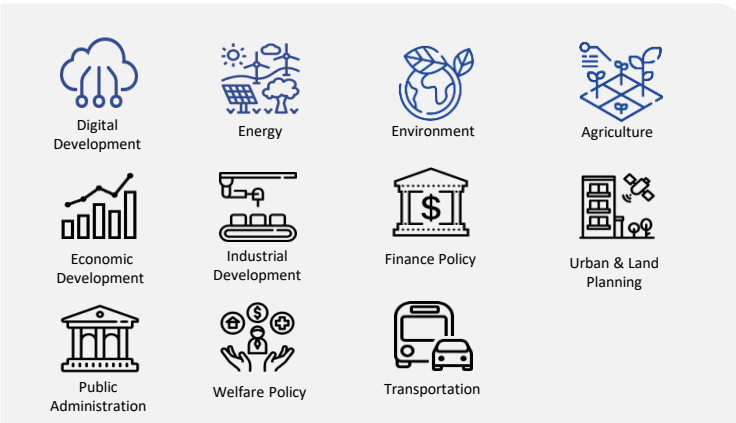 Digital
Development
Energy
Environment
Agriculture
Economic
Development
Industrial
Development
Finance Policy
Urban & Land
Planning
Public
Administration
Welfare Policy
Transportation